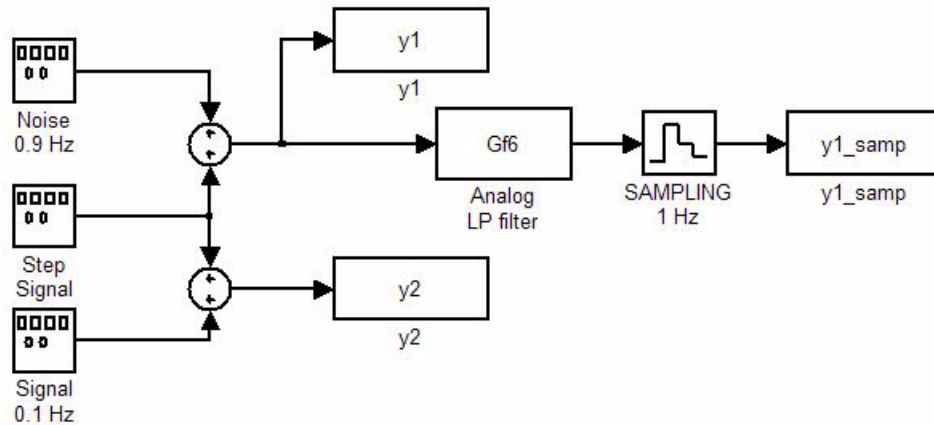 y1
y1
Noise
0.9 Hz
Gf6
Analog
LP filter
SAMPLING
1 Hz
y1_samp
y1_samp
Step
Signal
y2
y2
Signal
0.1 Hz